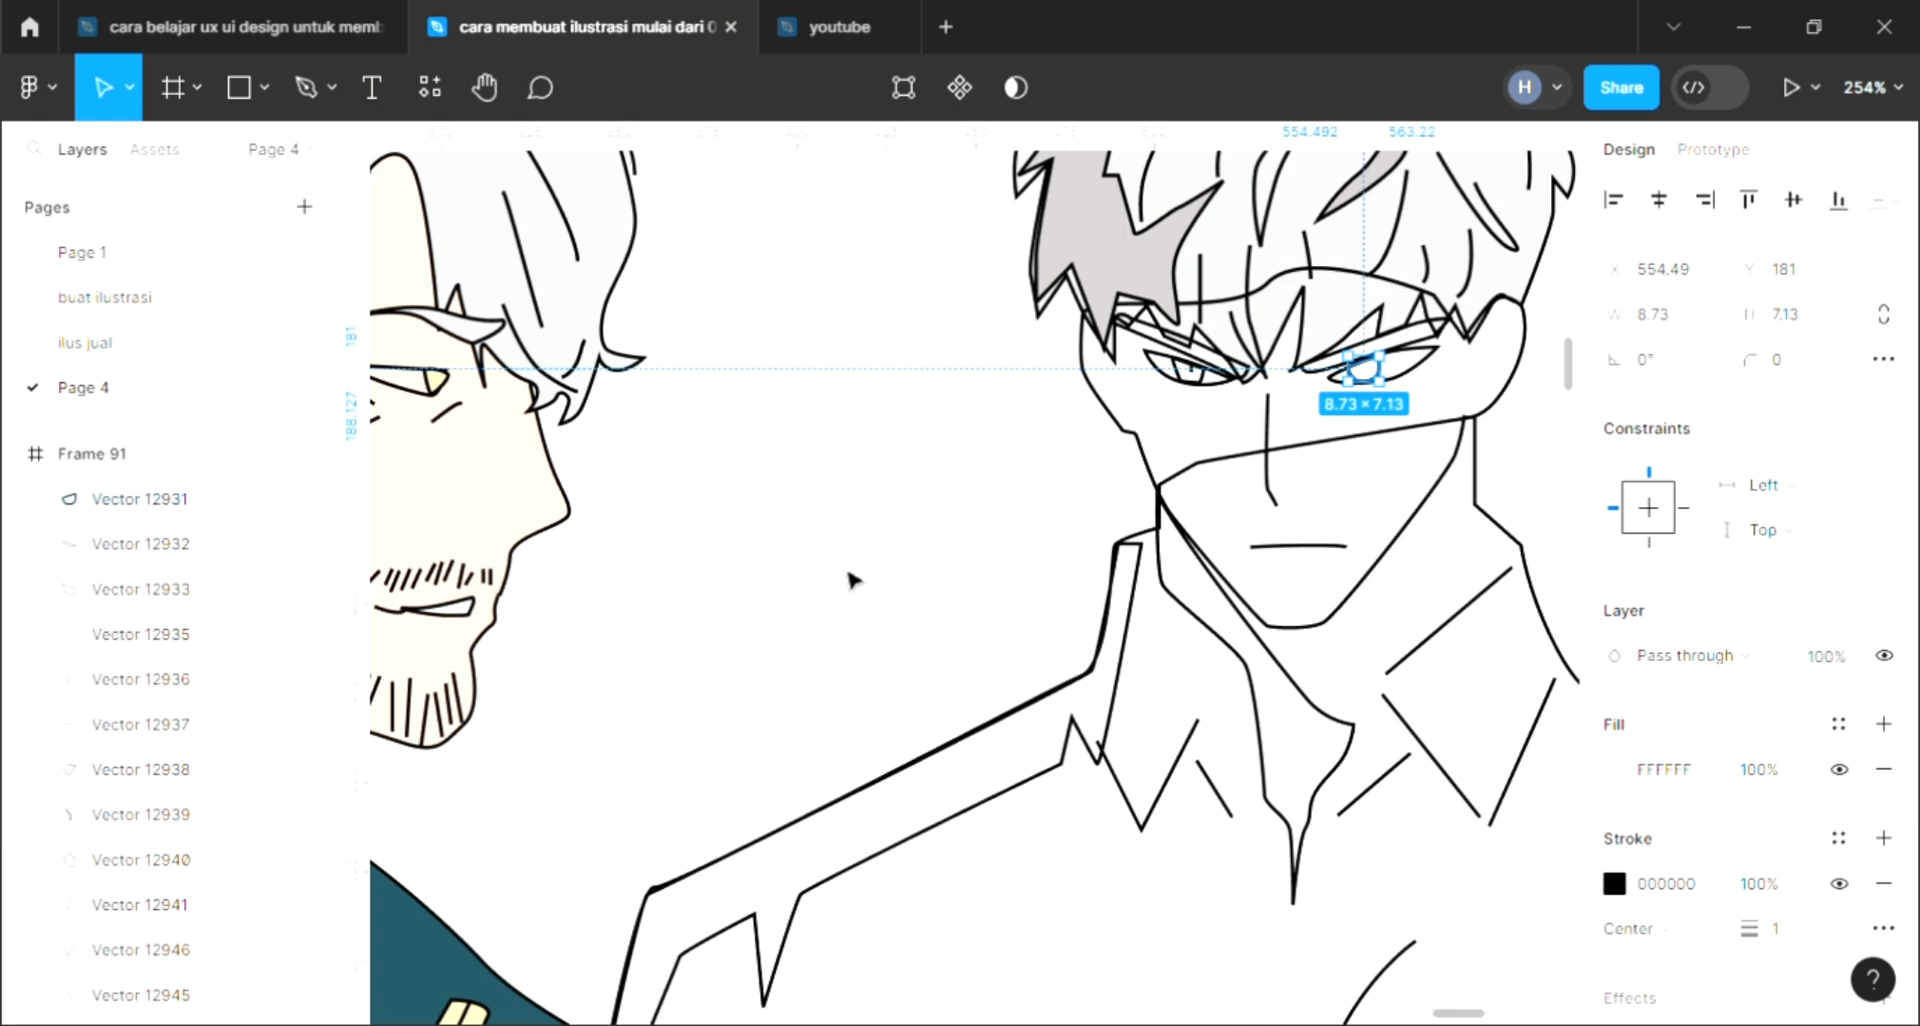 cara belajar ux ui design untuk memb
cara membuat ilustrasi mulai dari 0
youtube
H
Share
254%
Layers
Assets
Page 4
554.492
563.22
Design
Prototype
Pages
Page 1
buat ilustrasi
ilus jual
Page 4
Frame 91
Vector 12931
Vector 12932
Vector 12933
Vector 12935
Vector 12936
Vector 12937
Vector 12938
Vector 12939
Vector 12940
Vector 12941
Vector 12946
Vector 12945
181
188.127
8.73 × 7.13
X 554.49 Y 181
W 8.73 H 7.13
0° 0
Constraints
Left
Top
Layer
Pass through 100%
Fill
FFFFFF 100%
Stroke
000000 100%
Center 1
Effects
?